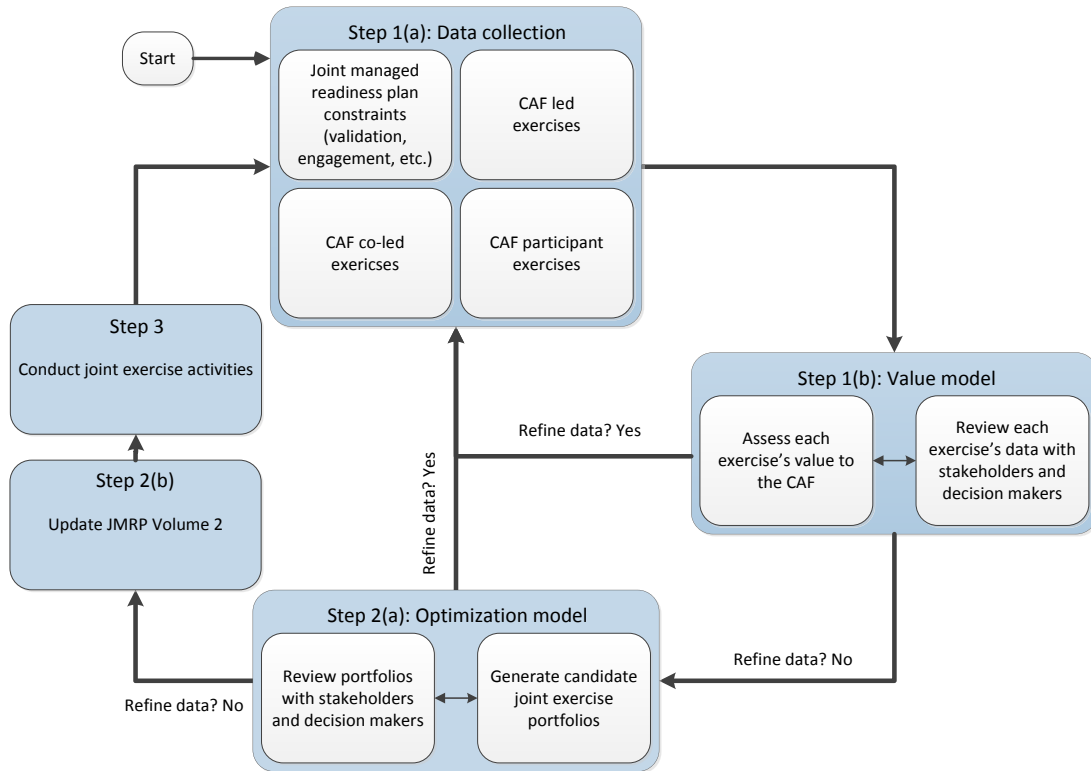 Start
Step 1(a): Data collection
Joint managed
readiness plan
constraints
(validation,
engagement, etc.)
CAF led
exercises
CAF co-led
exericses
CAF participant
exercises
Step 1(b): Value model
Assess each
exercise's value to
the CAF
Review each
exercise's data with
stakeholders and
decision makers
Refine data? Yes
Refine data? Yes
Refine data? No
Step 2(a): Optimization model
Review portfolios
with stakeholders
and decision makers
Generate candidate
joint exercise
portfolios
Refine data? No
Step 2(b)
Update JMRP Volume 2
Step 3
Conduct joint exercise activities